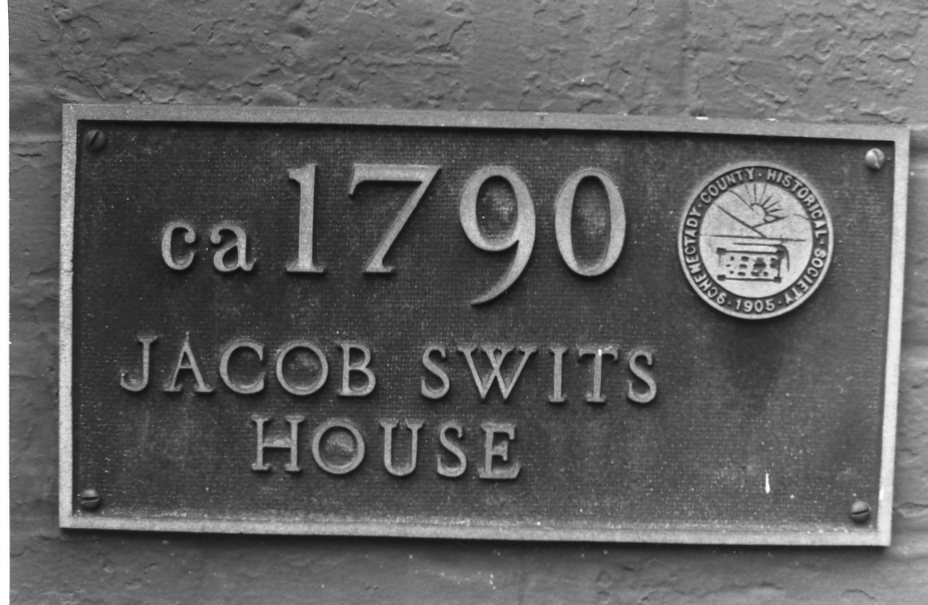 ca 1790
SCHENECTADY · COUNTY · HISTORICAL · SOCIETY ·
· 1905 ·
JACOB SWITS
HOUSE